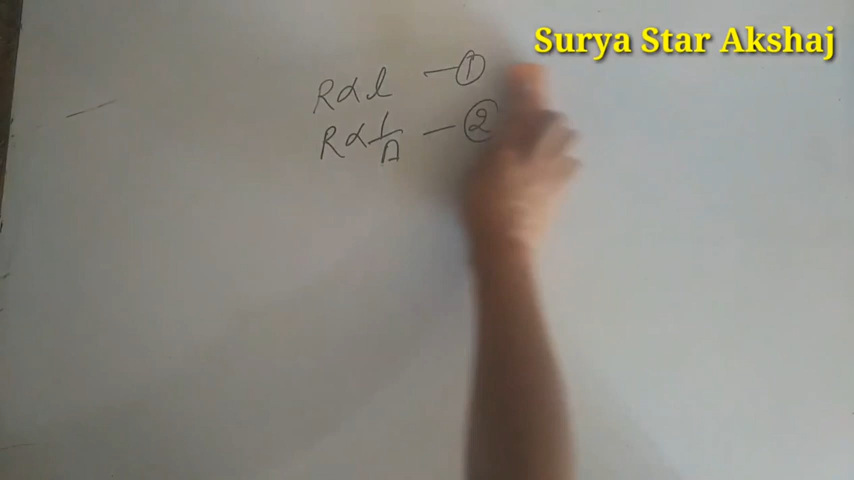 Surya Star Akshaj
R∝l —①
R∝1/A —②